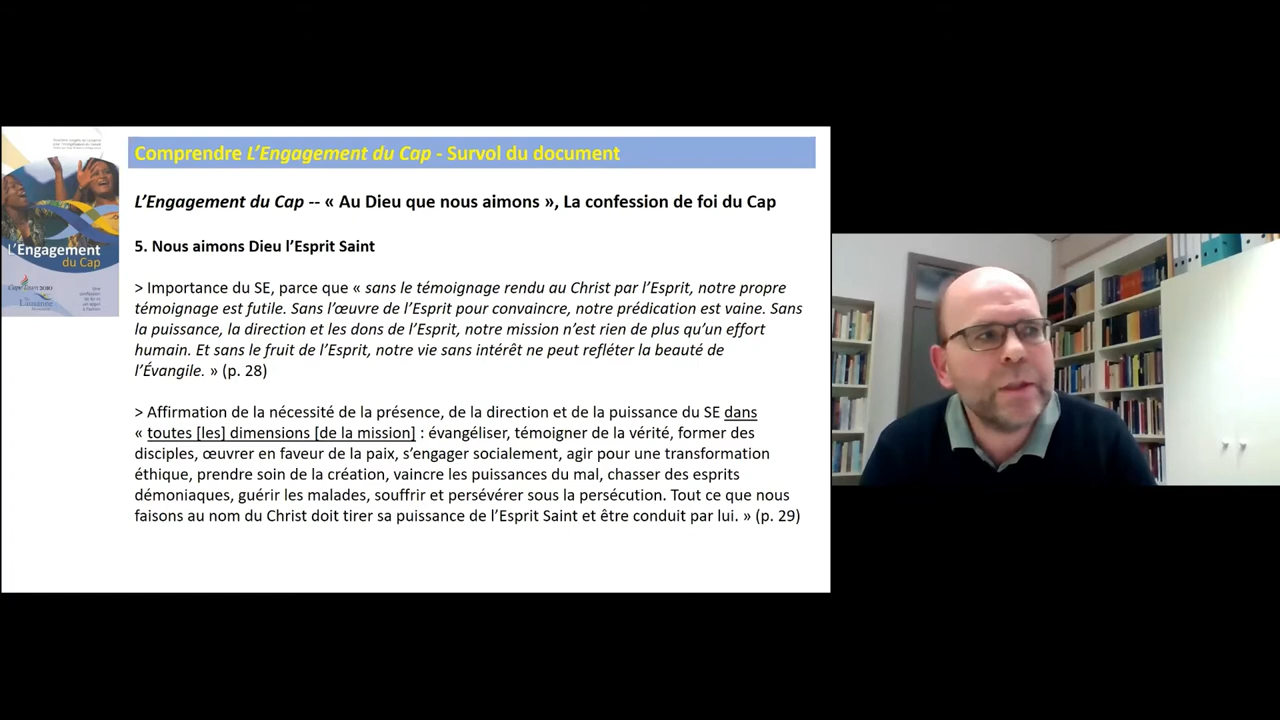 Comprendre L’Engagement du Cap - Survol du document
L’Engagement du Cap -- « Au Dieu que nous aimons », La confession de foi du Cap
5. Nous aimons Dieu l’Esprit Saint
> Importance du SE, parce que « sans le témoignage rendu au Christ par l’Esprit, notre propre
témoignage est futile. Sans l’œuvre de l’Esprit pour convaincre, notre prédication est vaine. Sans
la puissance, la direction et les dons de l’Esprit, notre mission n’est rien de plus qu’un effort
humain. Et sans le fruit de l’Esprit, notre vie sans intérêt ne peut refléter la beauté de
l’Évangile. » (p. 28)
> Affirmation de la nécessité de la présence, de la direction et de la puissance du SE dans
« toutes [les] dimensions [de la mission] : évangéliser, témoigner de la vérité, former des
disciples, œuvrer en faveur de la paix, s’engager socialement, agir pour une transformation
éthique, prendre soin de la création, vaincre les puissances du mal, chasser des esprits
démoniaques, guérir les malades, souffrir et persévérer sous la persécution. Tout ce que nous
faisons au nom du Christ doit tirer sa puissance de l’Esprit Saint et être conduit par lui. » (p. 29)
L’Engagement
du Cap
Lausanne